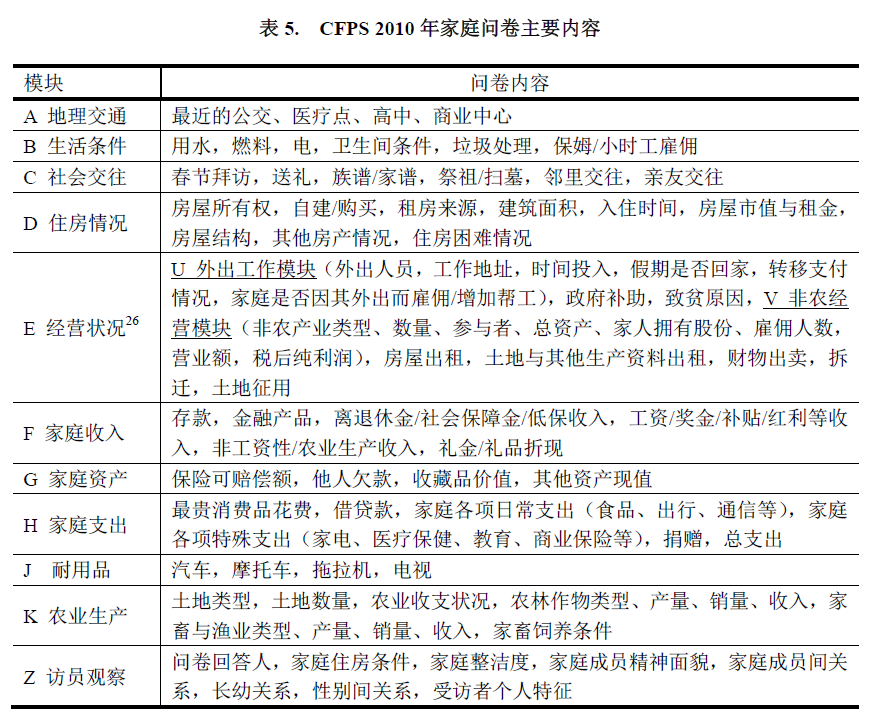 表 5. CFPS 2010 年家庭问卷主要内容
模块 问卷内容
A 地理交通 最近的公交、医疗点、高中、商业中心
B 生活条件 用水，燃料，电，卫生间条件，垃圾处理，保姆/小时工雇佣
C 社会交往 春节拜访，送礼，族谱/家谱，祭祖/扫墓，邻里交往，亲友交往
D 住房情况 房屋所有权，自建/购买，租房来源，建筑面积，入住时间，房屋市值与租金，
房屋结构，其他房产情况，住房困难情况
E 经营状况26 U 外出工作模块（外出人员，工作地址，时间投入，假期是否回家，转移支付
情况，家庭是否因其外出而雇佣/增加帮工），政府补助，致贫原因，V 非农经
营模块（非农产业类型、数量、参与者、总资产、家人拥有股份、雇佣人数，
营业额，税后纯利润），房屋出租，土地与其他生产资料出租，财物出卖，拆
迁，土地征用
F 家庭收入 存款，金融产品，离退休金/社会保障金/低保收入，工资/奖金/补贴/红利等收
入，非工资性/农业生产收入，礼金/礼品折现
G 家庭资产 保险可赔偿额，他人欠款，收藏品价值，其他资产现值
H 家庭支出 最贵消费品花费，借贷款，家庭各项日常支出（食品、出行、通信等），家庭
各项特殊支出（家电、医疗保健、教育、商业保险等），捐赠，总支出
J 耐用品 汽车，摩托车，拖拉机，电视
K 农业生产 土地类型，土地数量，农业收支状况，农林作物类型、产量、销量、收入，家
畜与渔业类型、产量、销量、收入，家畜饲养条件
Z 访员观察 问卷回答人，家庭住房条件，家庭整洁度，家庭成员精神面貌，家庭成员间关
系，长幼关系，性别间关系，受访者个人特征